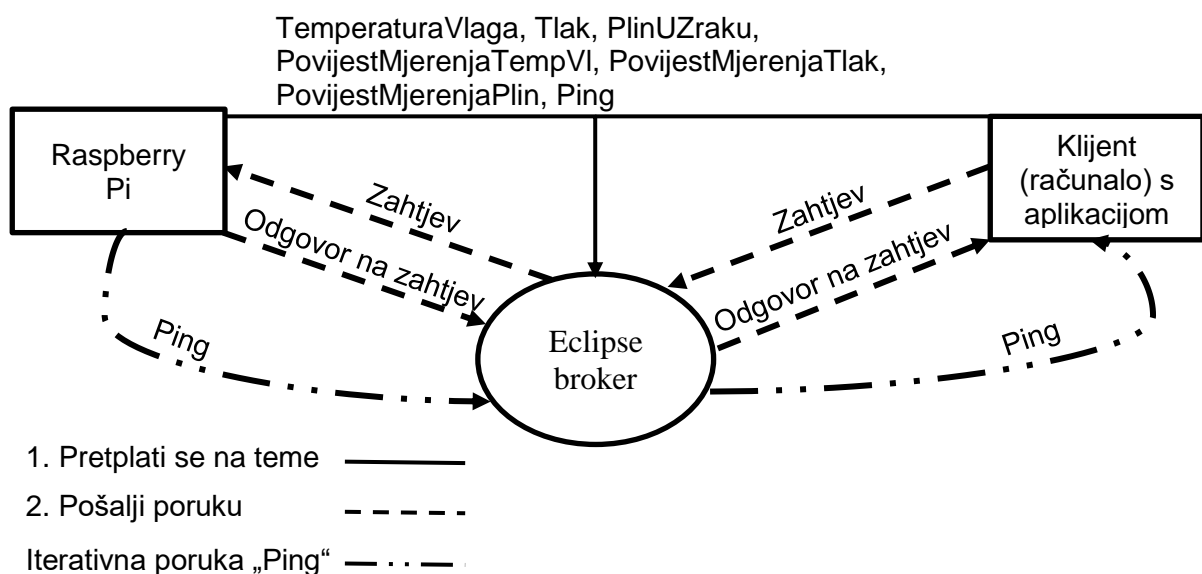 TemperaturaVlaga, Tlak, PlinUZraku,
PovijestMjerenjaTempVl, PovijestMjerenjaTlak,
PovijestMjerenjaPlin, Ping
Raspberry
Pi
Klijent
(računalo) s
aplikacijom
Zahtjev
Odgovor na zahtjev
Zahtjev
Odgovor na zahtjev
Ping
Eclipse
broker
Ping
1. Pretplati se na teme
2. Pošalji poruku
Iterativna poruka „Ping“